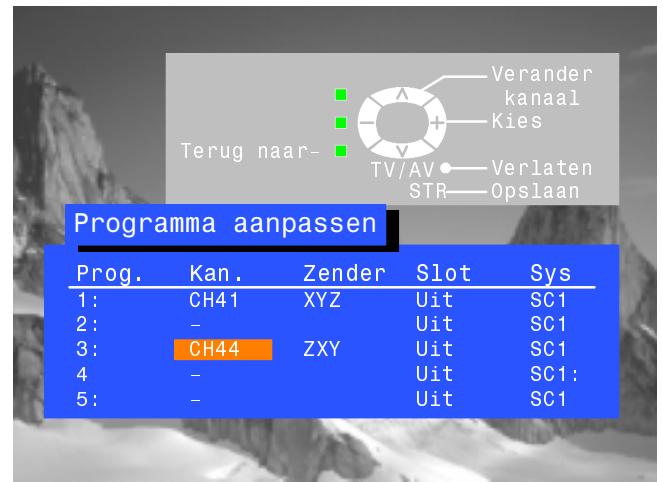 Verander
kanaal
Kies
Terug naar–
TV/AV Verlaten
STR Opslaan
Programma aanpassen
Prog. Kan. Zender Slot Sys
1: CH41 XYZ Uit SC1
2: – Uit SC1
3: CH44 ZXY Uit SC1
4 – Uit SC1:
5: – Uit SC1